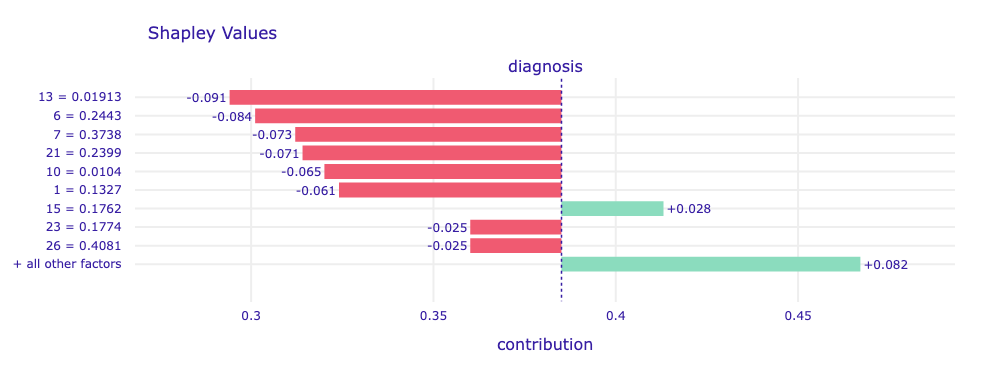 Shapley Values
diagnosis
13 = 0.01913
-0.091
6 = 0.2443
-0.084
7 = 0.3738
-0.073
21 = 0.2399
-0.071
10 = 0.0104
-0.065
1 = 0.1327
-0.061
15 = 0.1762
+0.028
23 = 0.1774
-0.025
26 = 0.4081
-0.025
+ all other factors
+0.082
0.3
0.35
0.4
0.45
contribution